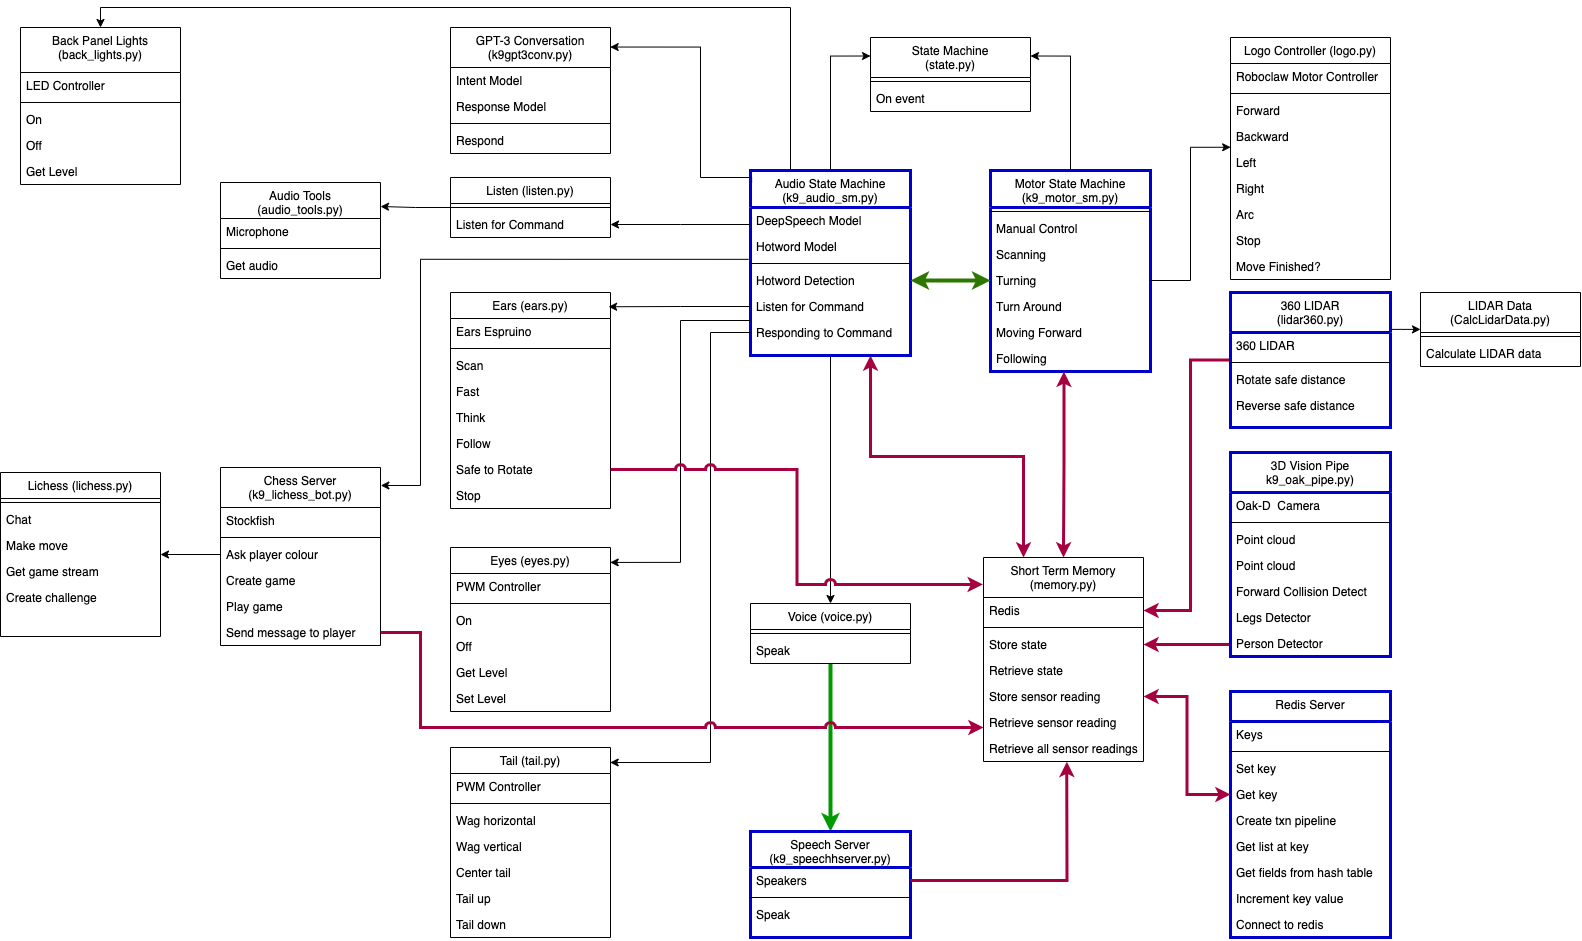 Back Panel Lights
(back_lights.py)
LED Controller
On
Off
Get Level
GPT-3 Conversation
(k9gpt3conv.py)
Intent Model
Response Model
Respond
State Machine
(state.py)
On event
Logo Controller (logo.py)
Roboclaw Motor Controller
Forward
Backward
Left
Right
Arc
Stop
Move Finished?
Audio Tools
(audio_tools.py)
Microphone
Get audio
Listen (listen.py)
Listen for Command
Audio State Machine
(k9_audio_sm.py)
DeepSpeech Model
Hotword Model
Hotword Detection
Listen for Command
Responding to Command
Motor State Machine
(k9_motor_sm.py)
Manual Control
Scanning
Turning
Turn Around
Moving Forward
Following
Ears (ears.py)
Ears Espruino
Scan
Fast
Think
Follow
Safe to Rotate
Stop
360 LIDAR
(lidar360.py)
360 LIDAR
Rotate safe distance
Reverse safe distance
LIDAR Data
(CalcLidarData.py)
Calculate LIDAR data
Lichess (lichess.py)
Chat
Make move
Get game stream
Create challenge
Chess Server
(k9_lichess_bot.py)
Stockfish
Ask player colour
Create game
Play game
Send message to player
Eyes (eyes.py)
PWM Controller
On
Off
Get Level
Set Level
Voice (voice.py)
Speak
Short Term Memory
(memory.py)
Redis
Store state
Retrieve state
Store sensor reading
Retrieve sensor reading
Retrieve all sensor readings
3D Vision Pipe
k9_oak_pipe.py)
Oak-D Camera
Point cloud
Point cloud
Forward Collision Detect
Legs Detector
Person Detector
Tail (tail.py)
PWM Controller
Wag horizontal
Wag vertical
Center tail
Tail up
Tail down
Speech Server
(k9_speechhserver.py)
Speakers
Speak
Redis Server
Keys
Set key
Get key
Create txn pipeline
Get list at key
Get fields from hash table
Increment key value
Connect to redis